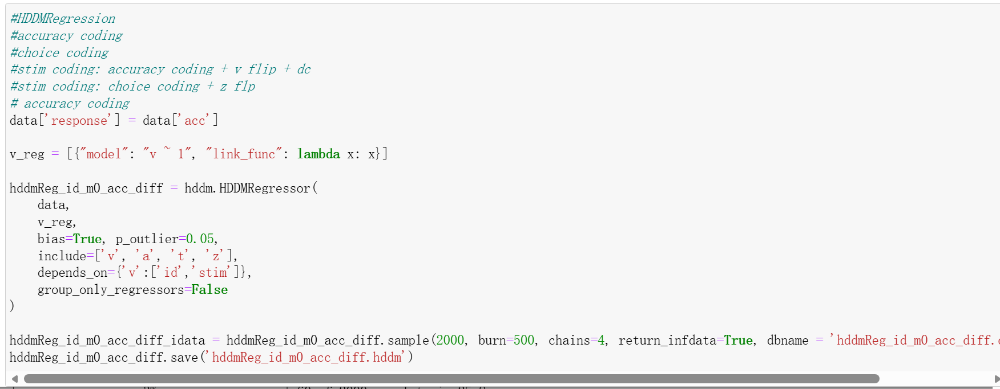 #HDDMRegression
#accuracy coding
#choice coding
#stim coding: accuracy coding + v flip + dc
#stim coding: choice coding + z flp
# accuracy coding
data['response'] = data['acc']
v_reg = [{"model": "v ~ 1", "link_func": lambda x: x}]
hddmReg_id_m0_acc_diff = hddm.HDDMRegressor(
data,
v_reg,
bias=True, p_outlier=0.05,
include=['v', 'a', 't', 'z'],
depends_on={'v':['id','stim']},
group_only_regressors=False
)
hddmReg_id_m0_acc_diff_idata = hddmReg_id_m0_acc_diff.sample(2000, burn=500, chains=4, return_infdata=True, dbname = 'hddmReg_id_m0_acc_diff.
hddmReg_id_m0_acc_diff.save('hddmReg_id_m0_acc_diff.hddm')